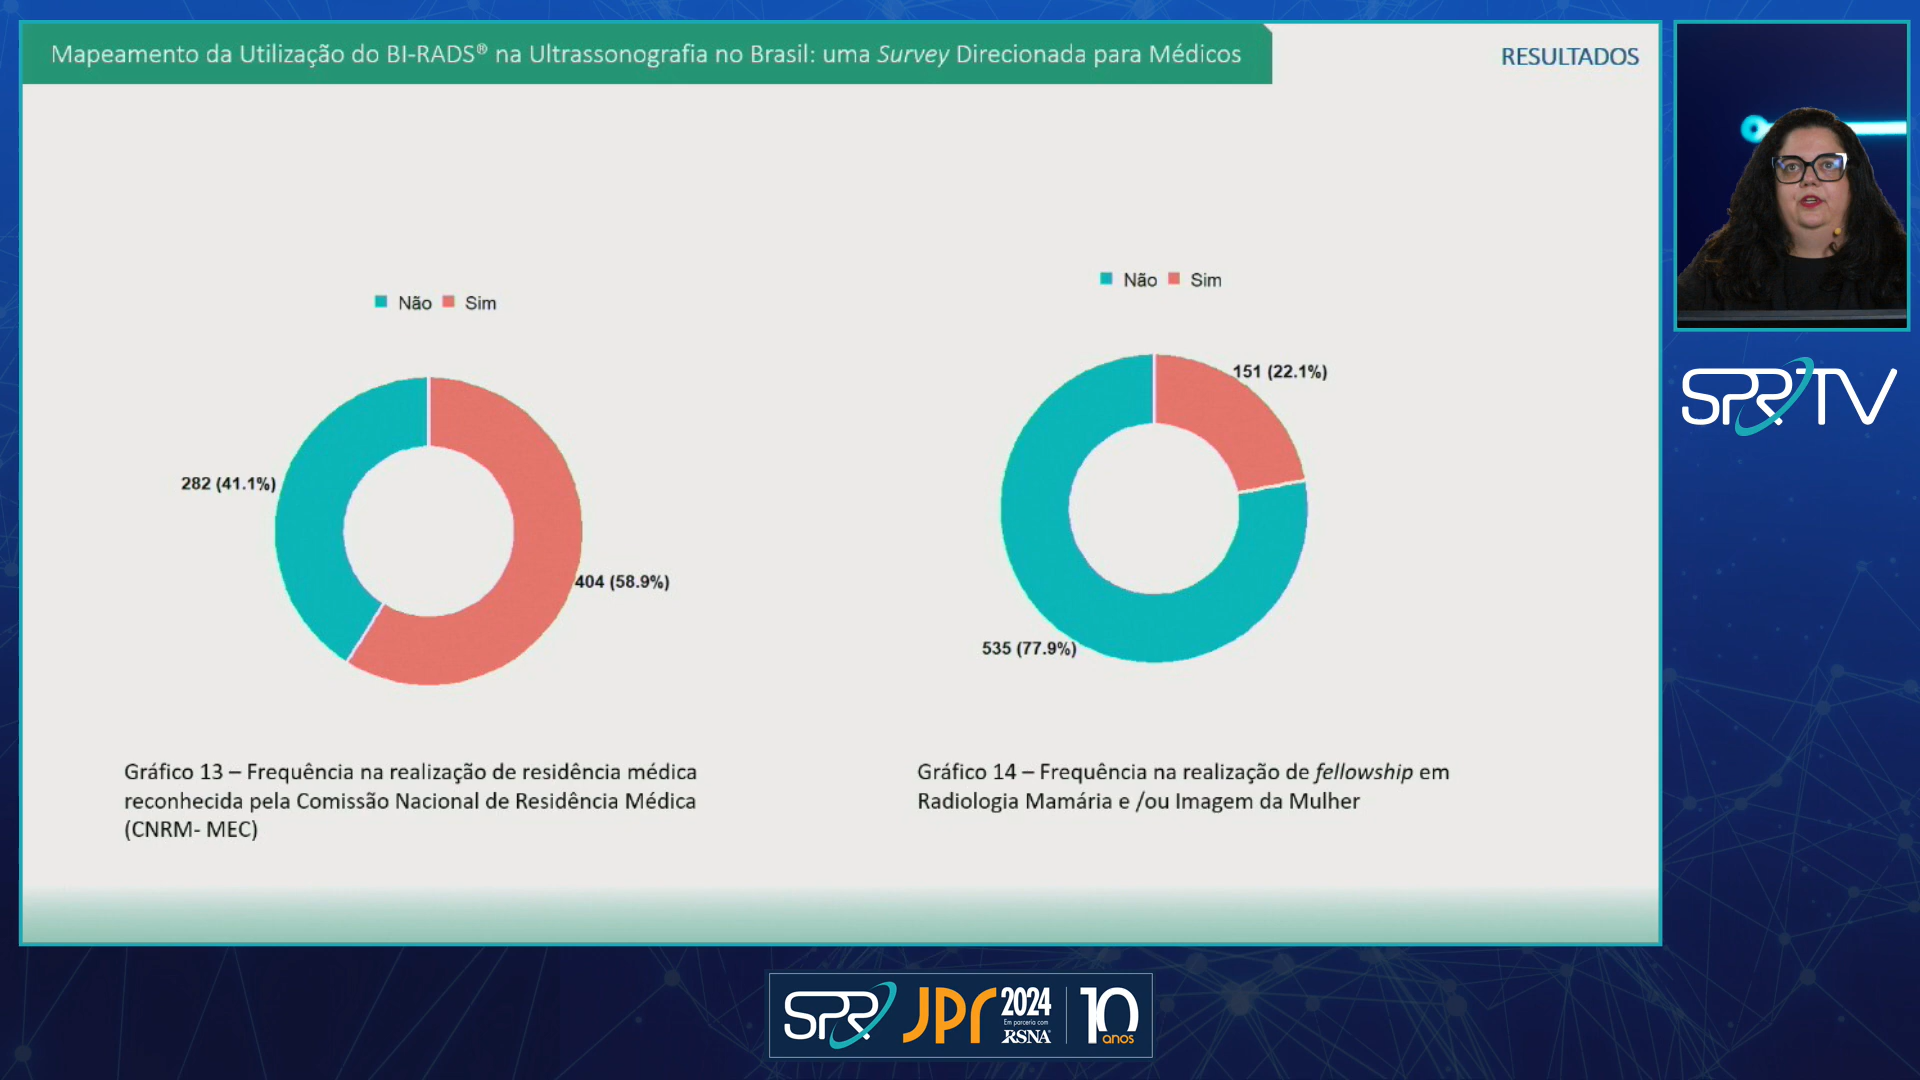 Mapeamento da Utilização do BI-RADS® na Ultrassonografia no Brasil: uma Survey Direcionada para Médicos
RESULTADOS
Não Sim
282 (41.1%)
404 (58.9%)
Gráfico 13 – Frequência na realização de residência médica
reconhecida pela Comissão Nacional de Residência Médica
(CNRM- MEC)
Não Sim
151 (22.1%)
535 (77.9%)
Gráfico 14 – Frequência na realização de fellowship em
Radiologia Mamária e /ou Imagem da Mulher
SPR TV
SPR JPR 2024
Em parceria com
RSNA
10
anos